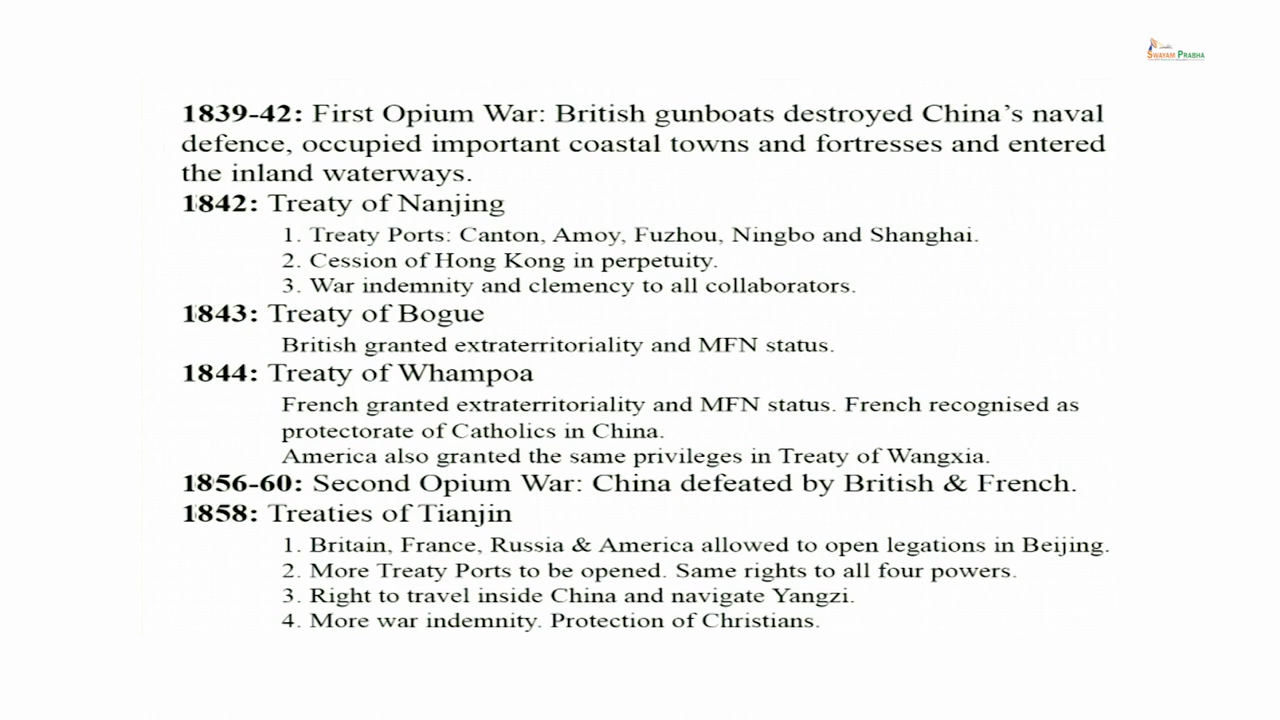 SWAYAM PRABHA
1839-42: First Opium War: British gunboats destroyed China's naval
defence, occupied important coastal towns and fortresses and entered
the inland waterways.
1842: Treaty of Nanjing
1. Treaty Ports: Canton, Amoy, Fuzhou, Ningbo and Shanghai.
2. Cession of Hong Kong in perpetuity.
3. War indemnity and clemency to all collaborators.
1843: Treaty of Bogue
British granted extraterritoriality and MFN status.
1844: Treaty of Whampoa
French granted extraterritoriality and MFN status. French recognised as
protectorate of Catholics in China.
America also granted the same privileges in Treaty of Wangxia.
1856-60: Second Opium War: China defeated by British & French.
1858: Treaties of Tianjin
1. Britain, France, Russia & America allowed to open legations in Beijing.
2. More Treaty Ports to be opened. Same rights to all four powers.
3. Right to travel inside China and navigate Yangzi.
4. More war indemnity. Protection of Christians.